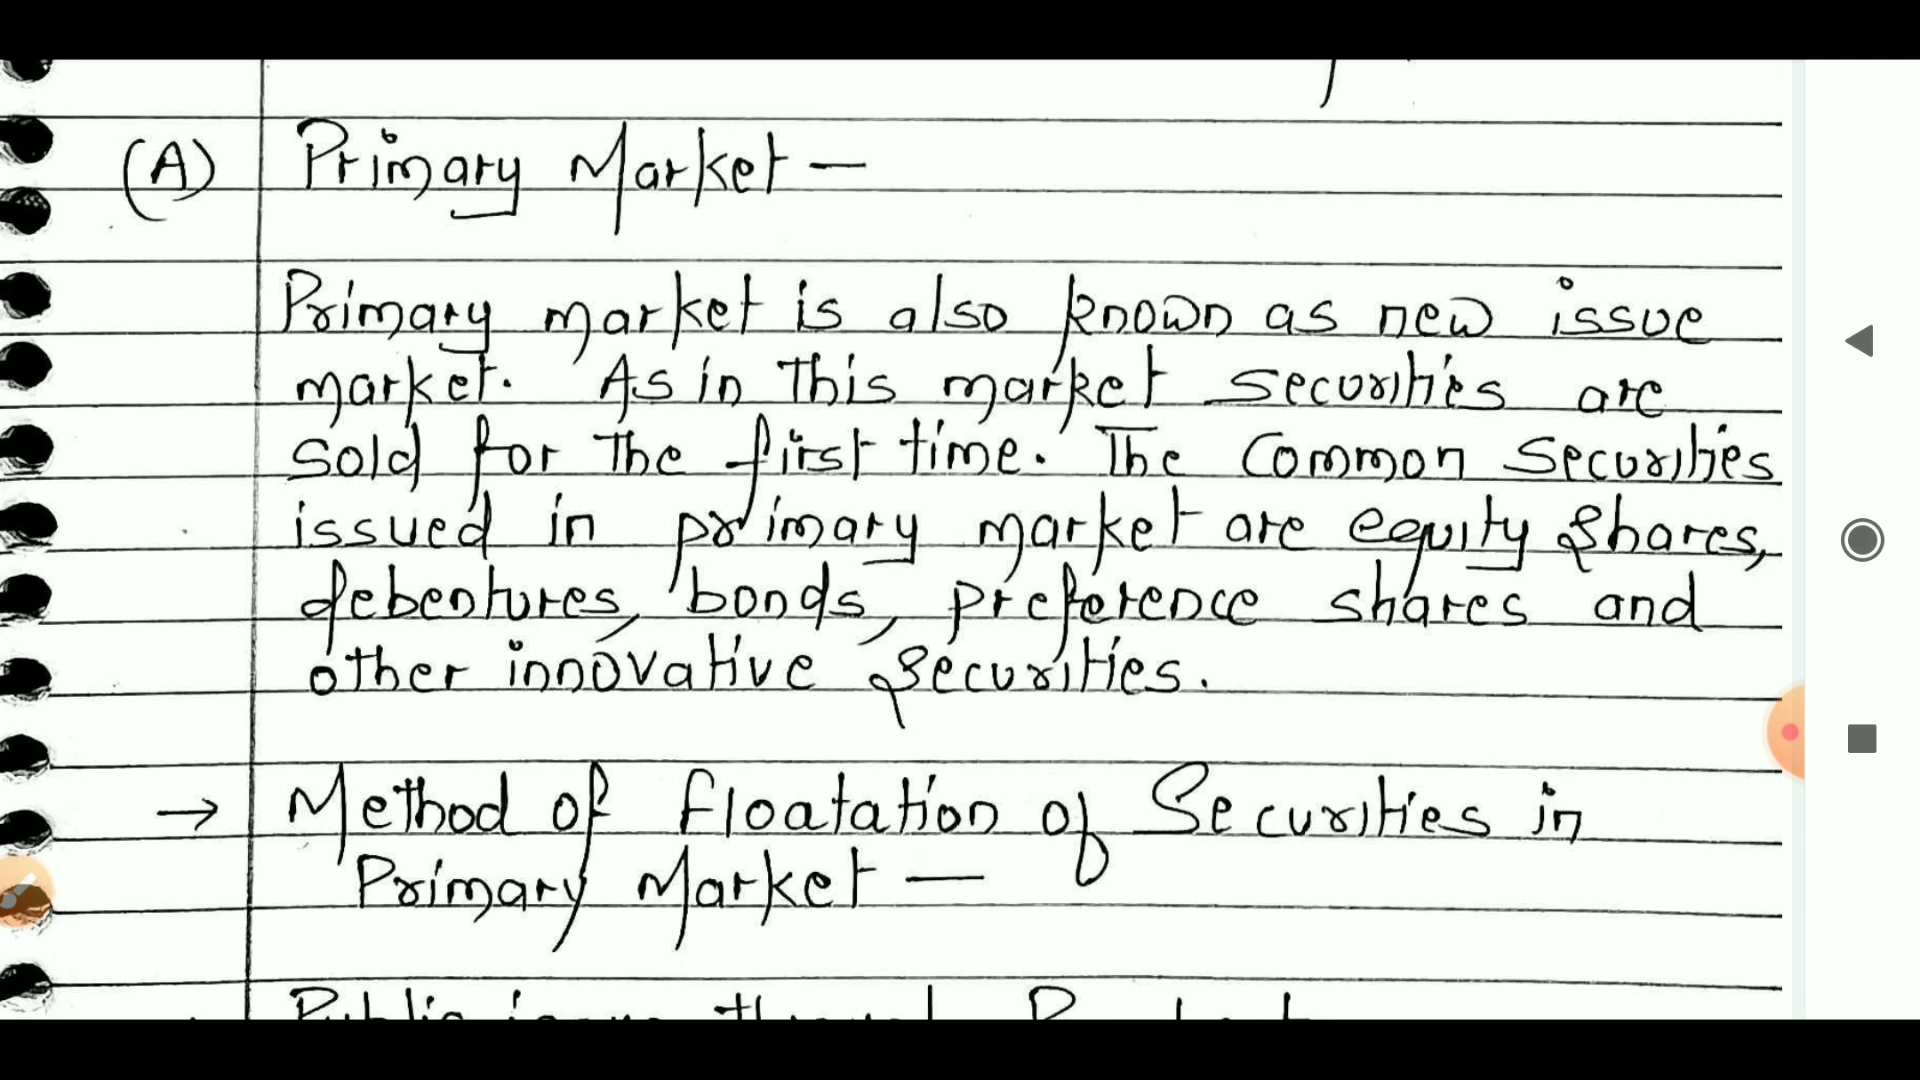 (A) Primary Market —
Primary market is also known as new issue
market. As in This market securities are
sold for The first time. The Common Securities
issued in primary market are equity shares,
debentures, bonds, preference shares and
other innovative securities.
→ Method of Floatation of Securities in
Primary Market —